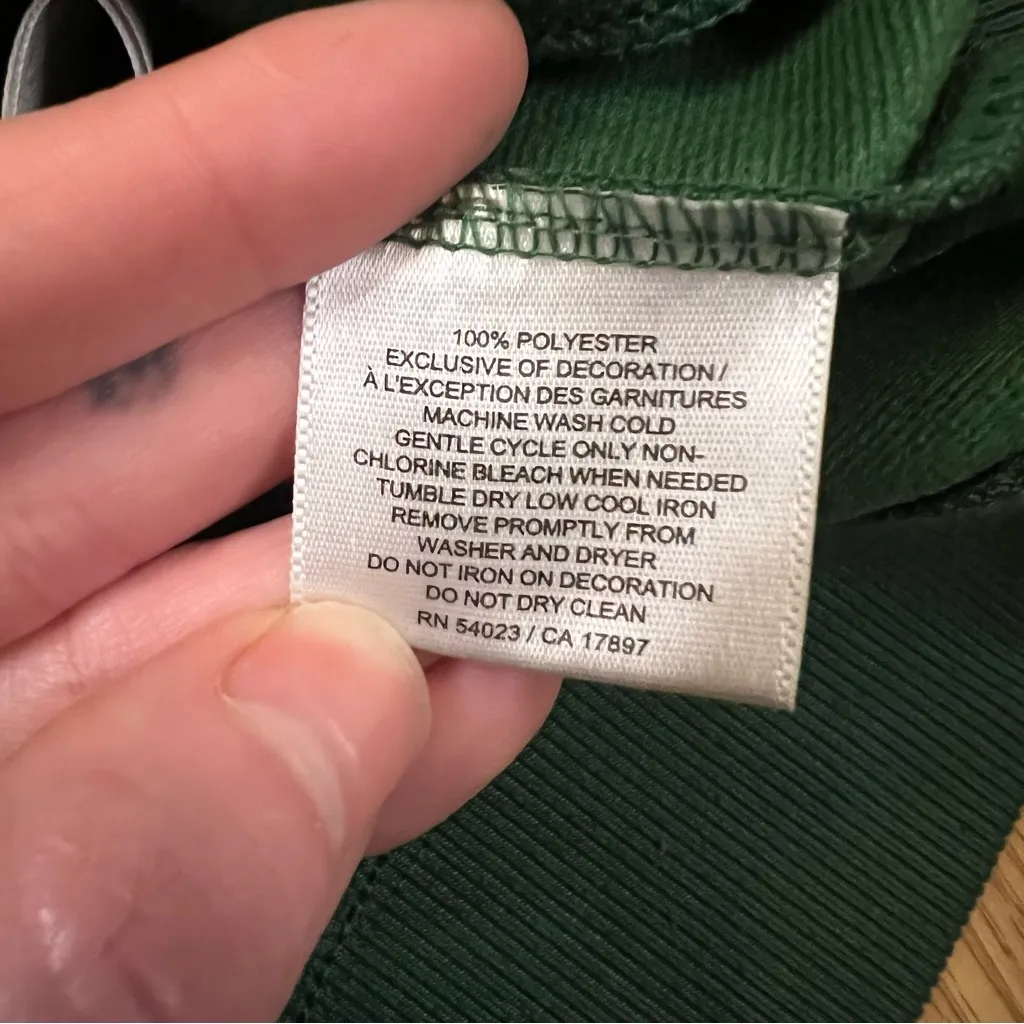 100% POLYESTER
EXCLUSIVE OF DECORATION /
À L'EXCEPTION DES GARNITURES
MACHINE WASH COLD
GENTLE CYCLE ONLY NON-
CHLORINE BLEACH WHEN NEEDED
TUMBLE DRY LOW COOL IRON
REMOVE PROMPTLY FROM
WASHER AND DRYER
DO NOT IRON ON DECORATION
DO NOT DRY CLEAN
RN 54023 / CA 17897